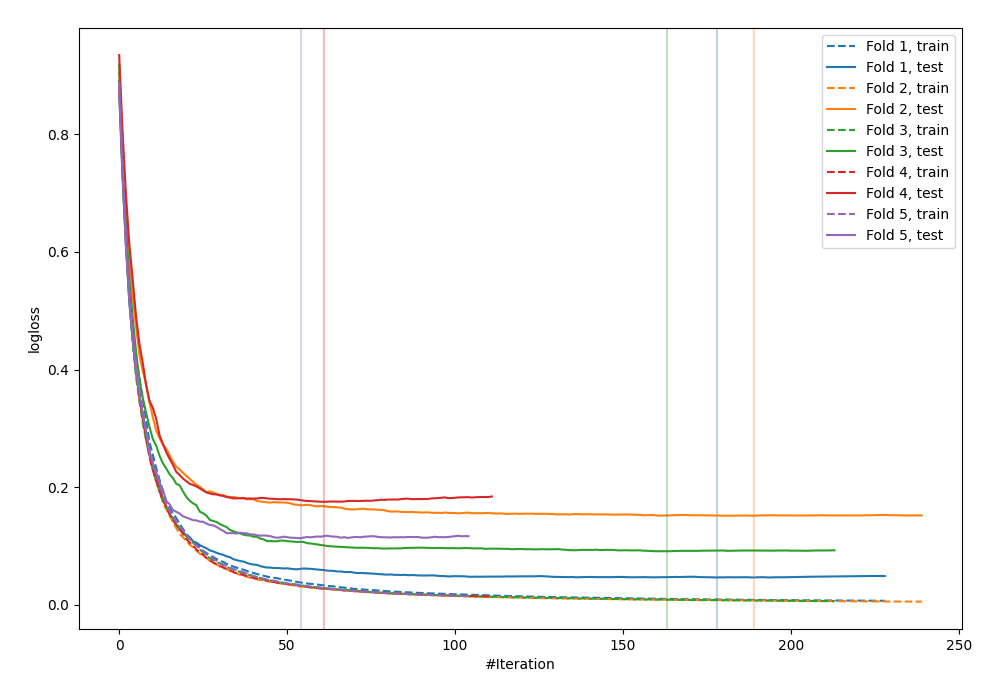 Fold 1, train
Fold 1, test
Fold 2, train
Fold 2, test
Fold 3, train
Fold 3, test
Fold 4, train
Fold 4, test
Fold 5, train
Fold 5, test
logloss
0.8
0.6
0.4
0.2
0.0
0
50
100
150
200
250
#Iteration